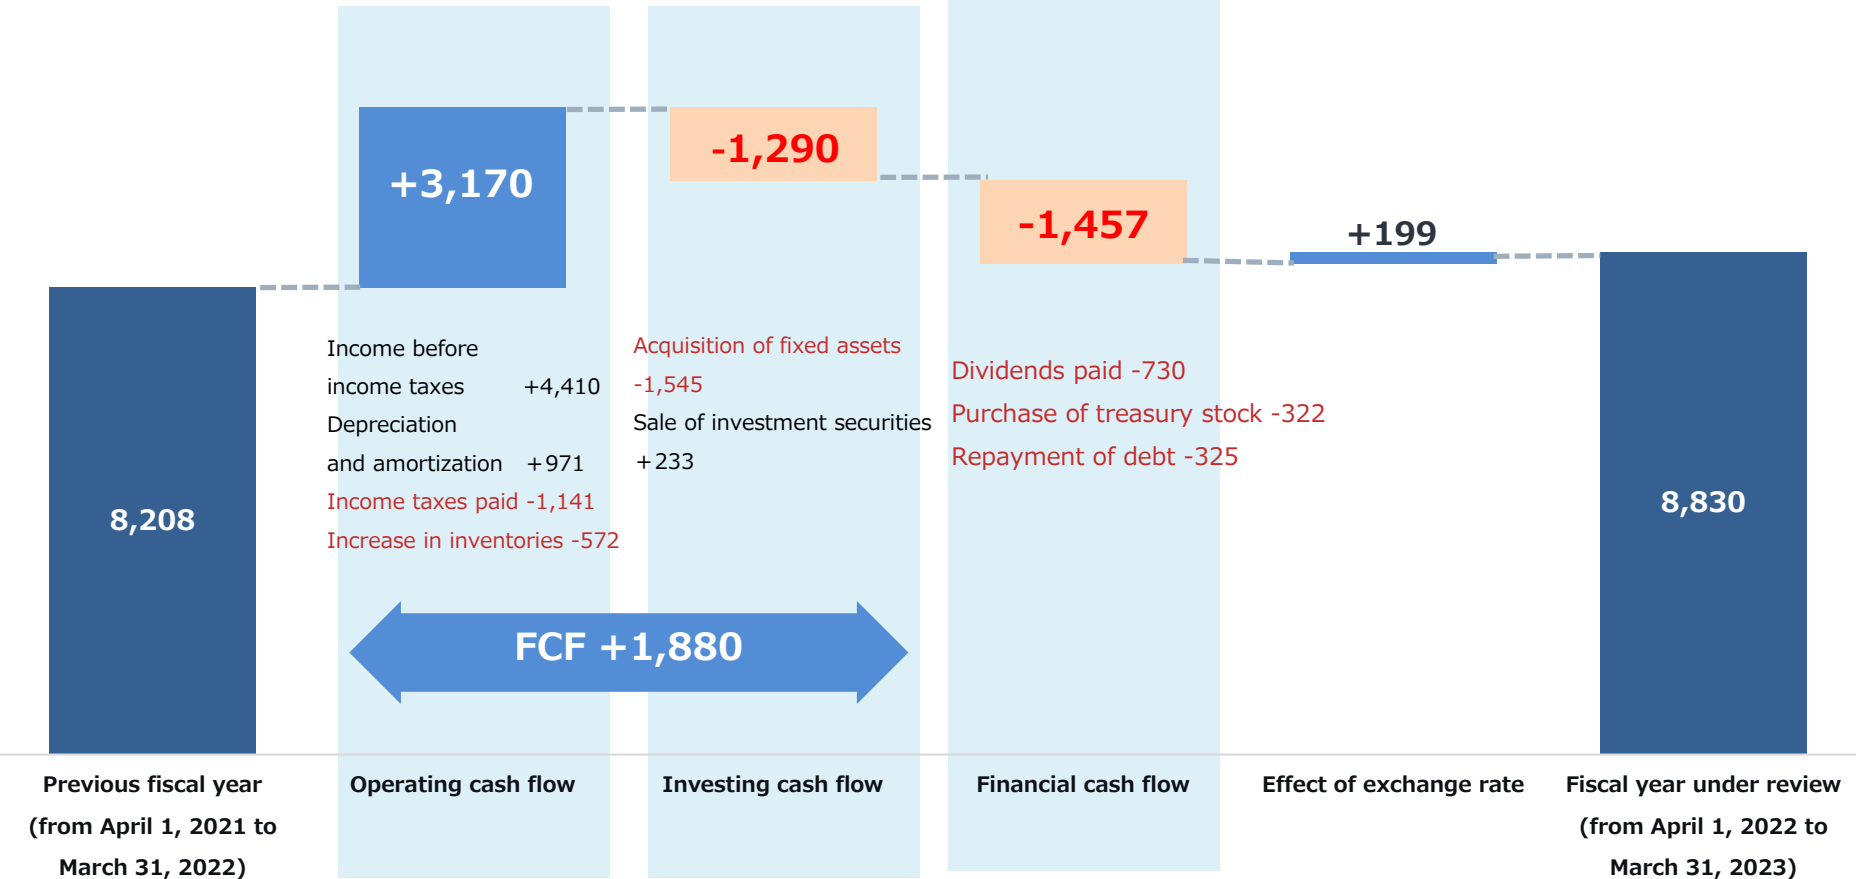 +3,170
-1,290
-1,457
+199
8,208
Income before
income taxes +4,410
Depreciation
and amortization +971
Income taxes paid -1,141
Increase in inventories -572
Acquisition of fixed assets
-1,545
Sale of investment securities
+233
Dividends paid -730
Purchase of treasury stock -322
Repayment of debt -325
8,830
FCF +1,880
Previous fiscal year
(from April 1, 2021 to
March 31, 2022)
Operating cash flow
Investing cash flow
Financial cash flow
Effect of exchange rate
Fiscal year under review
(from April 1, 2022 to
March 31, 2023)